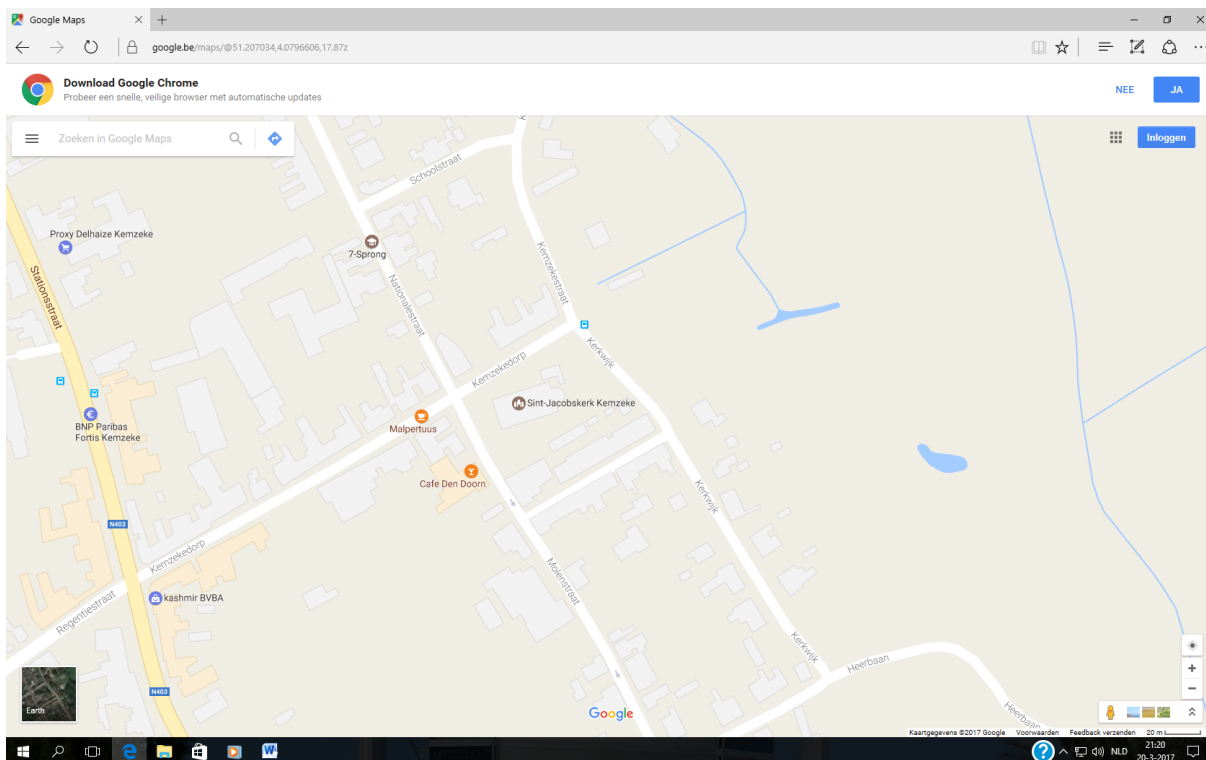 Google Maps
google.be/maps/@51.207034,4.0796606,17.87z
Download Google Chrome
Probeer een snelle, veilige browser met automatische updates
NEE
JA
Zoeken in Google Maps
Inloggen
Schoolstraat
Proxy Delhaize Kemzeke
7-Sprong
Kemzekestraat
Stationsstraat
Nationalestraat
Kerkwijk
Kemzekedorp
Sint-Jacobskerk Kemzeke
BNP Paribas
Fortis Kemzeke
Malpertuus
Cafe Den Doorn
Kerkwijk
N403
Kemzekedorp
Molenstraat
kashmir BVBA
Regentiestraat
Kerkwijk
Heerbaan
N403
Heerbaan
Earth
Google
Kaartgegevens ©2017 Google Voorwaarden Feedback verzenden 20 m
NLD
21:20
20-3-2017